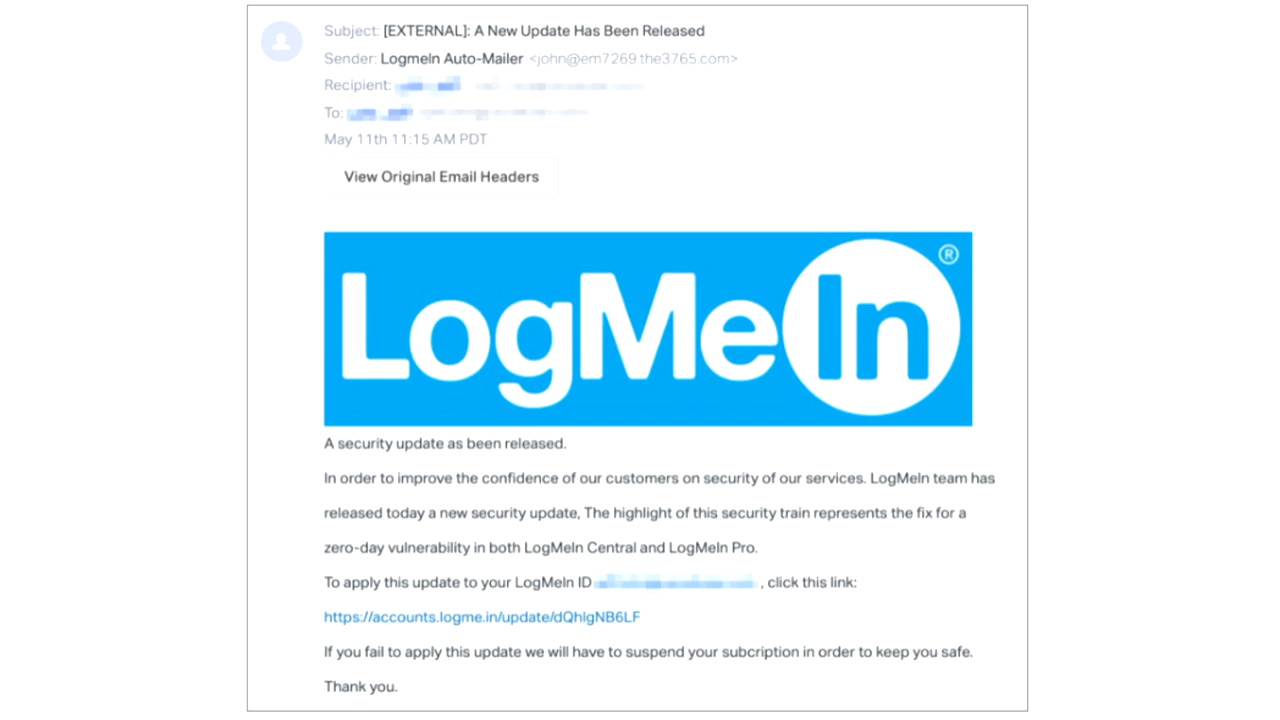 Subject: [EXTERNAL]: A New Update Has Been Released
Sender: LogmeIn Auto-Mailer <john@em7269.the3765.com>
Recipient:
To:
May 11th 11:15 AM PDT
View Original Email Headers
LogMeIn®
A security update as been released.
In order to improve the confidence of our customers on security of our services. LogMeIn team has
released today a new security update, The highlight of this security train represents the fix for a
zero-day vulnerability in both LogMeIn Central and LogMeIn Pro.
To apply this update to your LogMeIn ID , click this link:
https://accounts.logme.in/update/dQhlgNB6LF
If you fail to apply this update we will have to suspend your subcription in order to keep you safe.
Thank you.